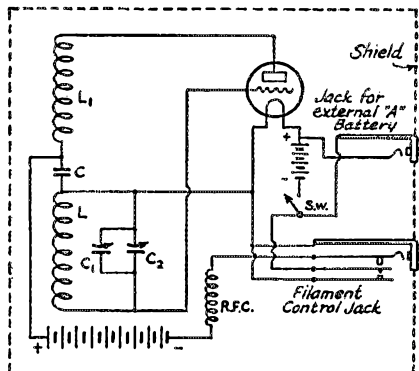 Shield
L₁
Jack for
external "A"
Battery
+
C
-
L
S.W.
C₁
C₂
R.F.C.
Filament
Control Jack
+
-